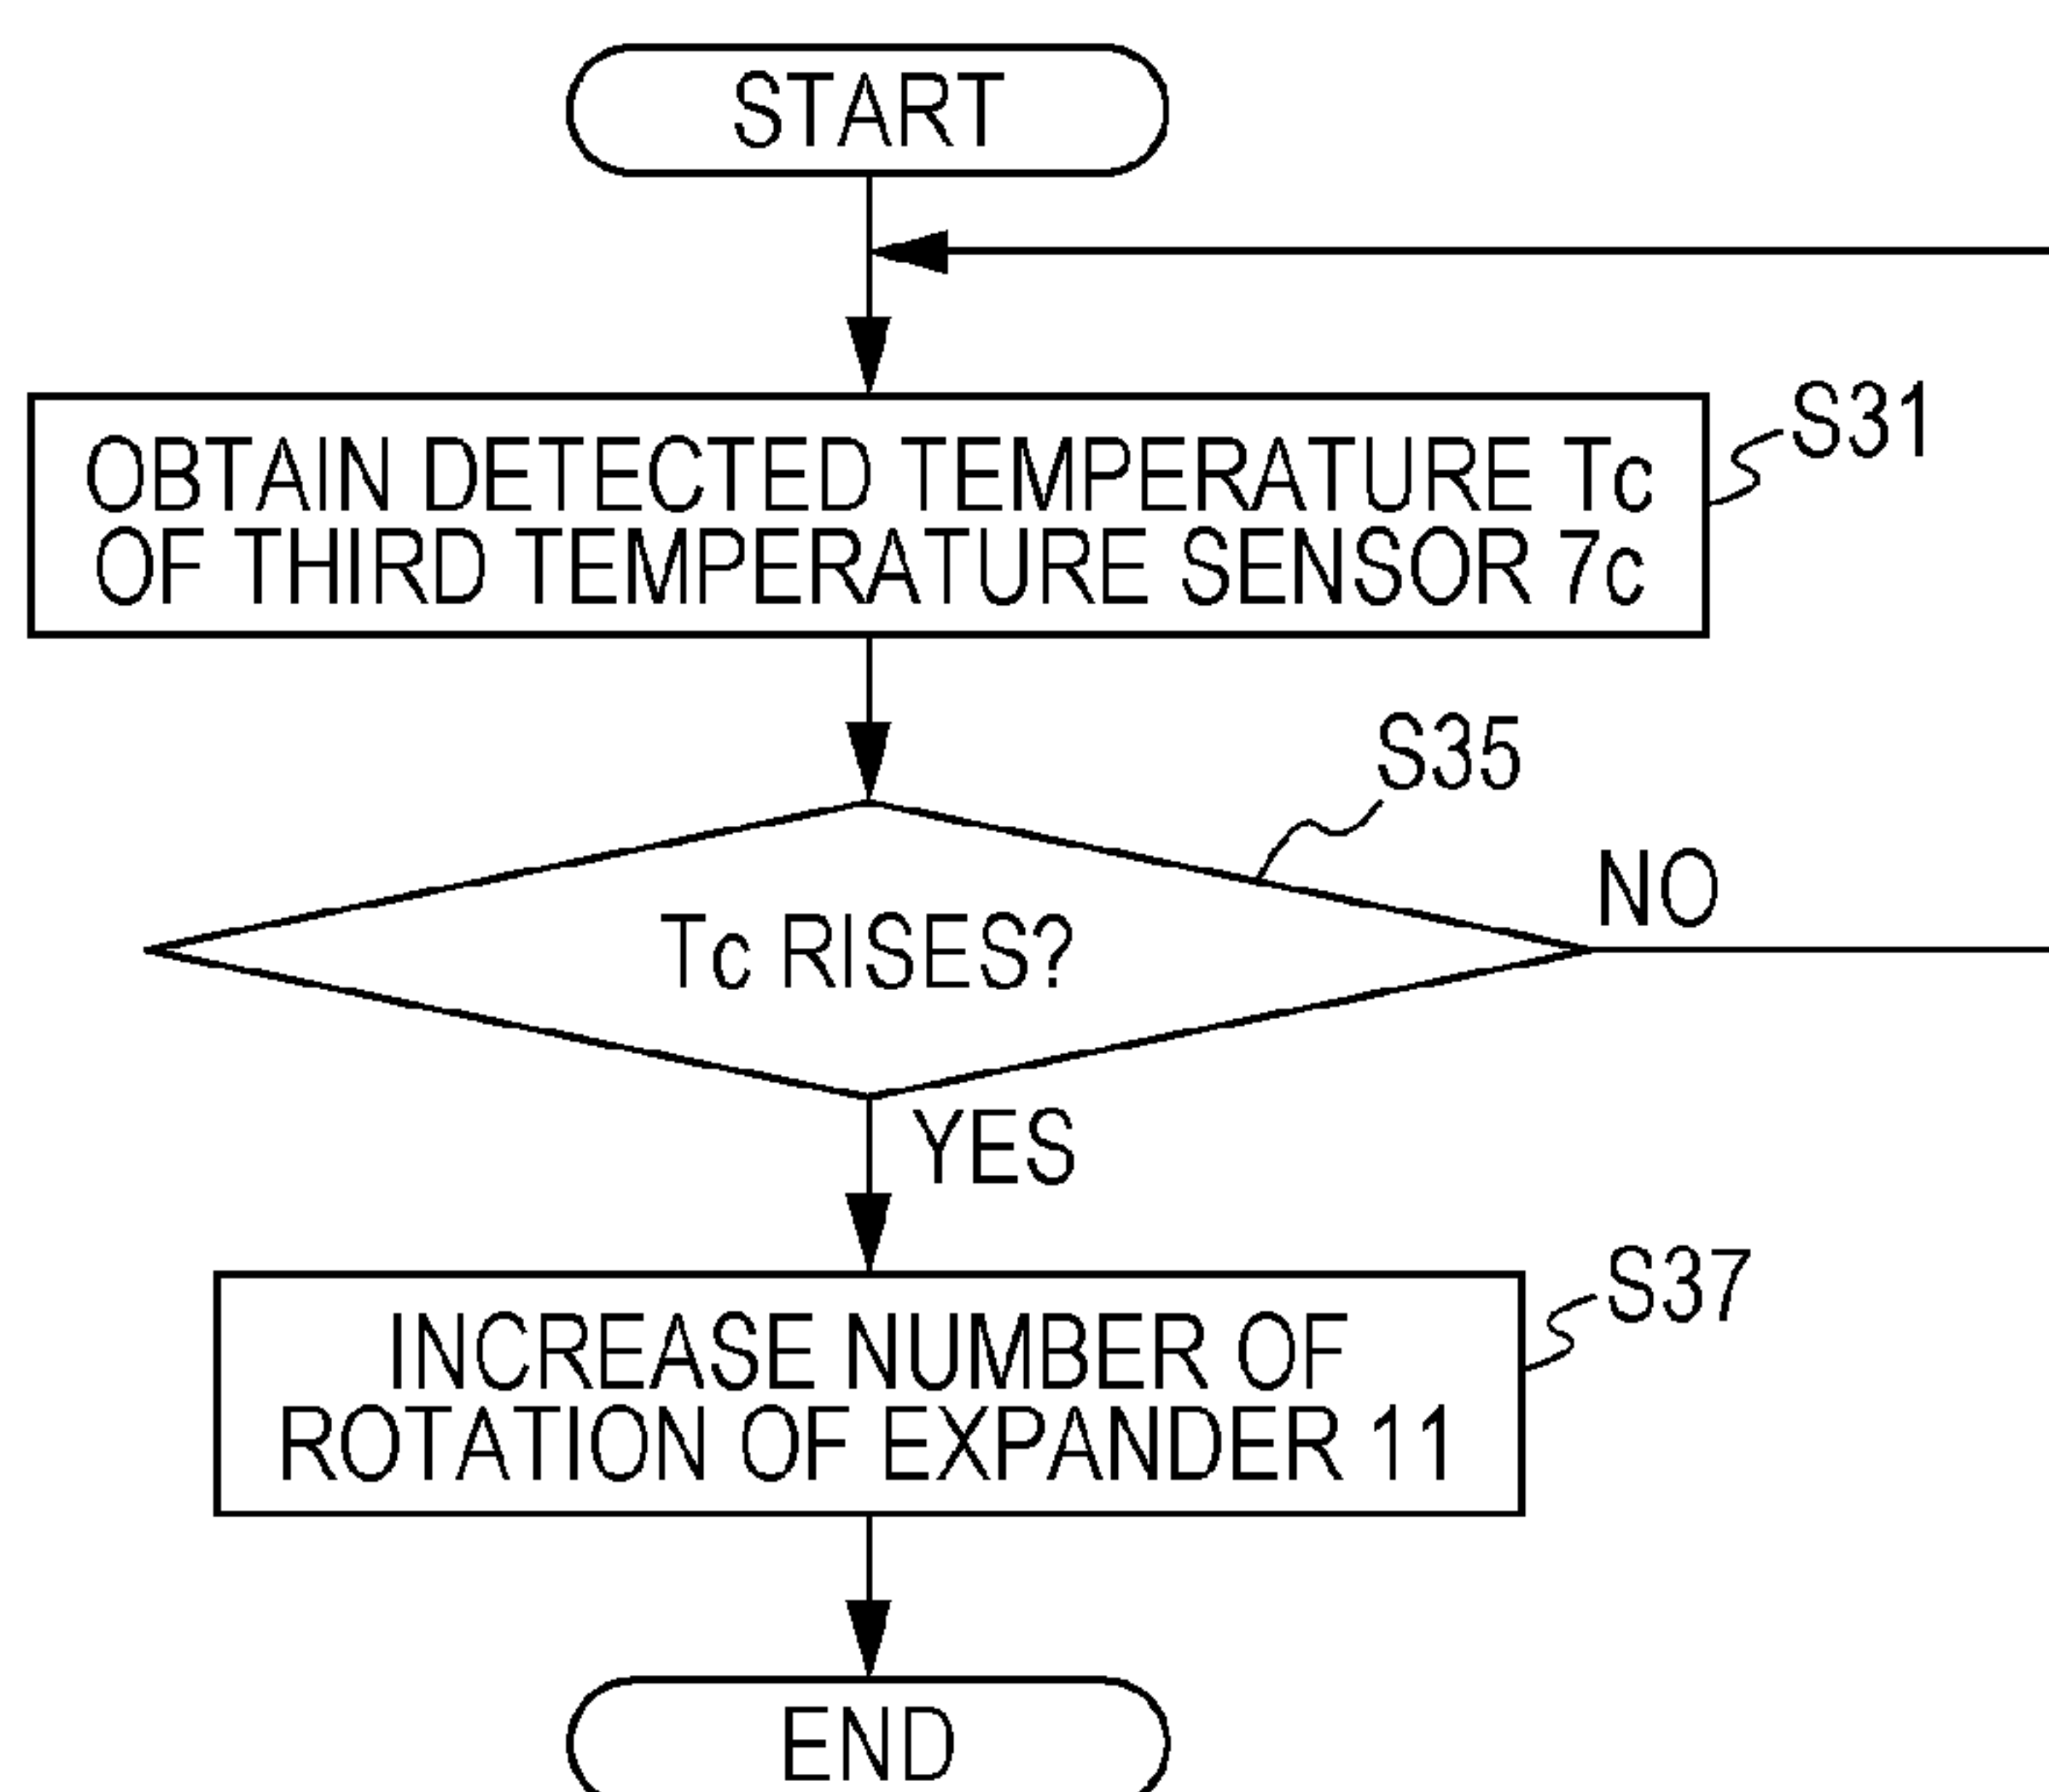 START
OBTAIN DETECTED TEMPERATURE Tc
OF THIRD TEMPERATURE SENSOR 7c
S31
S35
Tc RISES?
NO
YES
INCREASE NUMBER OF
ROTATION OF EXPANDER 11
S37
END